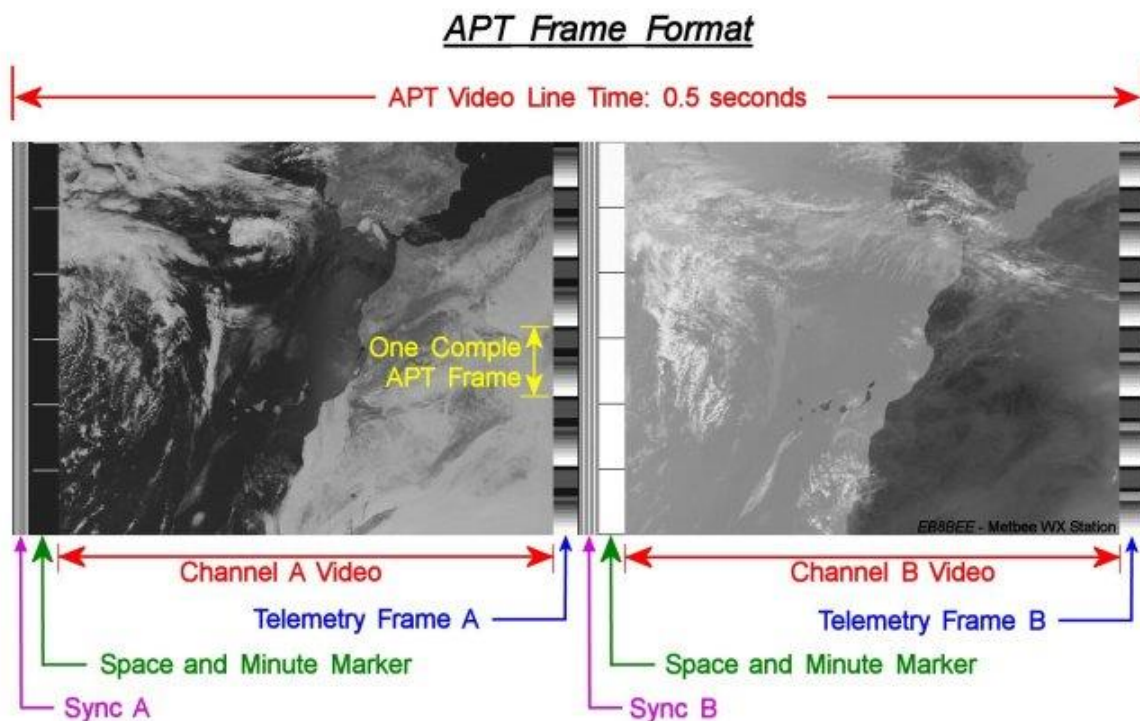 APT Frame Format
APT Video Line Time: 0.5 seconds
One Comple
APT Frame
EB8BEE - Metbee WX Station
Channel A Video
Channel B Video
Telemetry Frame A
Telemetry Frame B
Space and Minute Marker
Space and Minute Marker
Sync A
Sync B